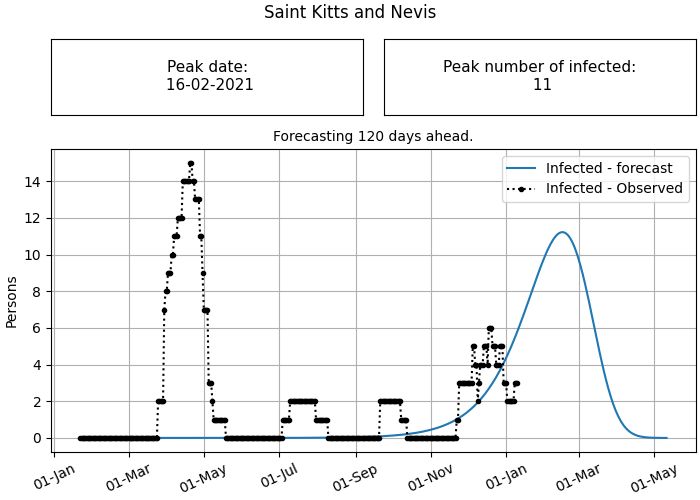 Saint Kitts and Nevis
Peak date:
16-02-2021
Peak number of infected:
11
Forecasting 120 days ahead.
Infected - forecast
Infected - Observed
Persons
14
12
10
8
6
4
2
0
01-Jan
01-Mar
01-May
01-Jul
01-Sep
01-Nov
01-Jan
01-Mar
01-May